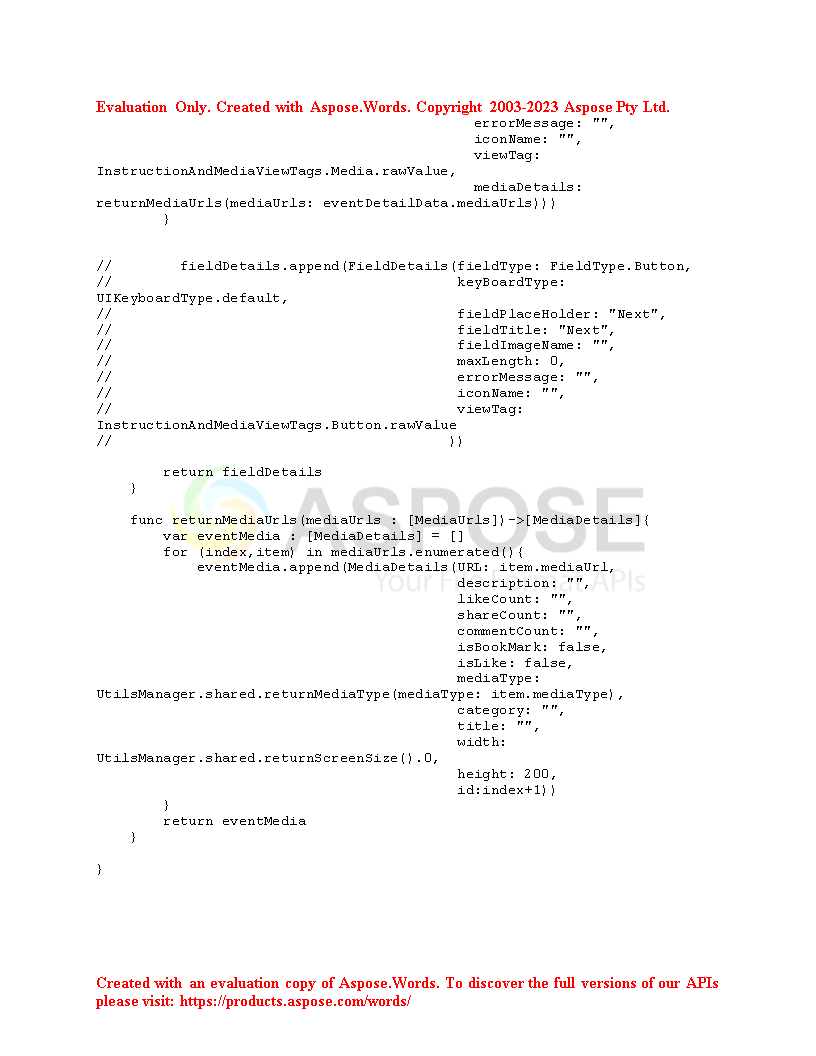 Evaluation Only. Created with Aspose.Words. Copyright 2003-2023 Aspose Pty Ltd.
errorMessage: "",
iconName: "",
viewTag:
InstructionAndMediaViewTags.Media.rawValue,
mediaDetails:
returnMediaUrls(mediaUrls: eventDetailData.mediaUrls)))
}
// fieldDetails.append(FieldDetails(fieldType: FieldType.Button,
// keyBoardType:
UIKeyboardType.default,
// fieldPlaceHolder: "Next",
// fieldTitle: "Next",
// fieldImageName: "",
// maxLength: 0,
// errorMessage: "",
// iconName: "",
// viewTag:
InstructionAndMediaViewTags.Button.rawValue
// ))
return fieldDetails
}
ASPOSE
Your File Format APIs
func returnMediaUrls(mediaUrls : [MediaUrls])->[MediaDetails]{
var eventMedia : [MediaDetails] = []
for (index,item) in mediaUrls.enumerated(){
eventMedia.append(MediaDetails(URL: item.mediaUrl,
description: "",
likeCount: "",
shareCount: "",
commentCount: "",
isBookMark: false,
isLike: false,
mediaType:
UtilsManager.shared.returnMediaType(mediaType: item.mediaType),
category: "",
title: "",
width:
UtilsManager.shared.returnScreenSize().0,
height: 200,
id:index+1))
}
return eventMedia
}
}
Created with an evaluation copy of Aspose.Words. To discover the full versions of our APIs
please visit: https://products.aspose.com/words/